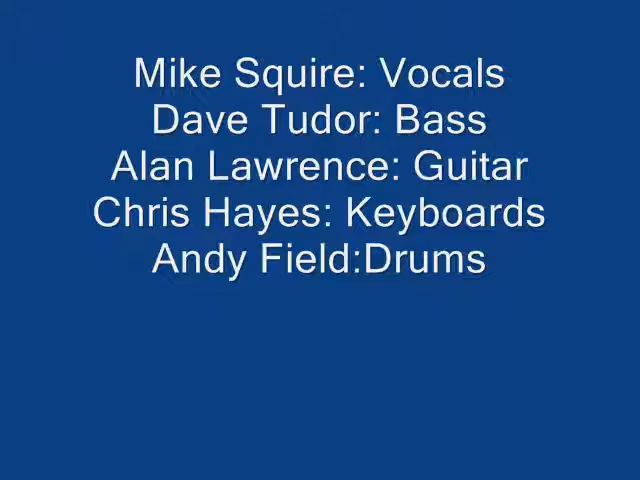 Mike Squire: Vocals
Dave Tudor: Bass
Alan Lawrence: Guitar
Chris Hayes: Keyboards
Andy Field:Drums